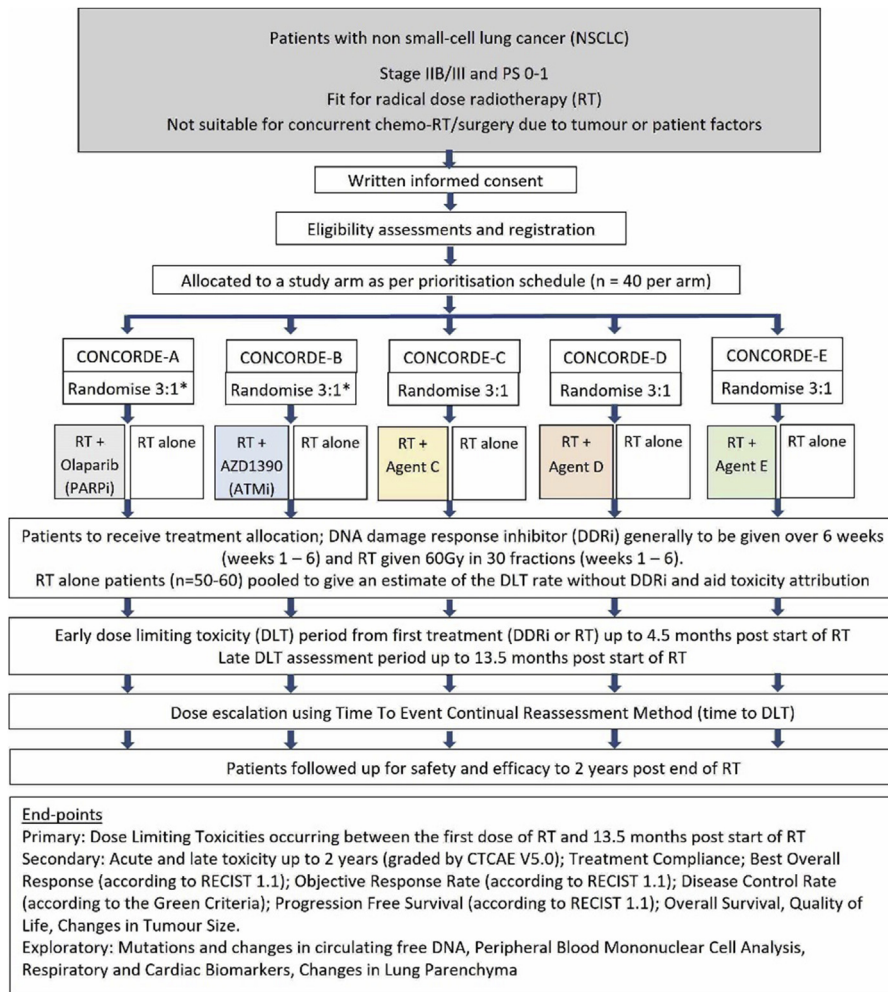 Patients with non small-cell lung cancer (NSCLC)
Stage IIB/III and PS 0-1
Fit for radical dose radiotherapy (RT)
Not suitable for concurrent chemo-RT/surgery due to tumour or patient factors
Written informed consent
Eligibility assessments and registration
Allocated to a study arm as per prioritisation schedule (n = 40 per arm)
CONCORDE-A
Randomise 3:1*
CONCORDE-B
Randomise 3:1*
CONCORDE-C
Randomise 3:1
CONCORDE-D
Randomise 3:1
CONCORDE-E
Randomise 3:1
RT +
Olaparib
(PARPi)
RT alone
RT +
AZD1390
(ATMi)
RT alone
RT +
Agent C
RT alone
RT +
Agent D
RT alone
RT +
Agent E
RT alone
Patients to receive treatment allocation; DNA damage response inhibitor (DDRi) generally to be given over 6 weeks
(weeks 1 – 6) and RT given 60Gy in 30 fractions (weeks 1 – 6).
RT alone patients (n=50-60) pooled to give an estimate of the DLT rate without DDRi and aid toxicity attribution
Early dose limiting toxicity (DLT) period from first treatment (DDRi or RT) up to 4.5 months post start of RT
Late DLT assessment period up to 13.5 months post start of RT
Dose escalation using Time To Event Continual Reassessment Method (time to DLT)
Patients followed up for safety and efficacy to 2 years post end of RT
End-points
Primary: Dose Limiting Toxicities occurring between the first dose of RT and 13.5 months post start of RT
Secondary: Acute and late toxicity up to 2 years (graded by CTCAE V5.0); Treatment Compliance; Best Overall
Response (according to RECIST 1.1); Objective Response Rate (according to RECIST 1.1); Disease Control Rate
(according to the Green Criteria); Progression Free Survival (according to RECIST 1.1); Overall Survival, Quality of
Life, Changes in Tumour Size.
Exploratory: Mutations and changes in circulating free DNA, Peripheral Blood Mononuclear Cell Analysis,
Respiratory and Cardiac Biomarkers, Changes in Lung Parenchyma